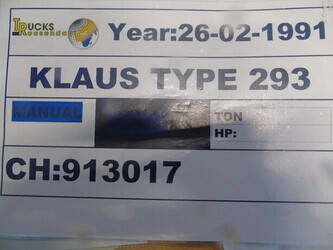 TRUCKS
Roosendaal
Year:26-02-1991
KLAUS TYPE 293
MANUAL
TON
HP:
CH:913017